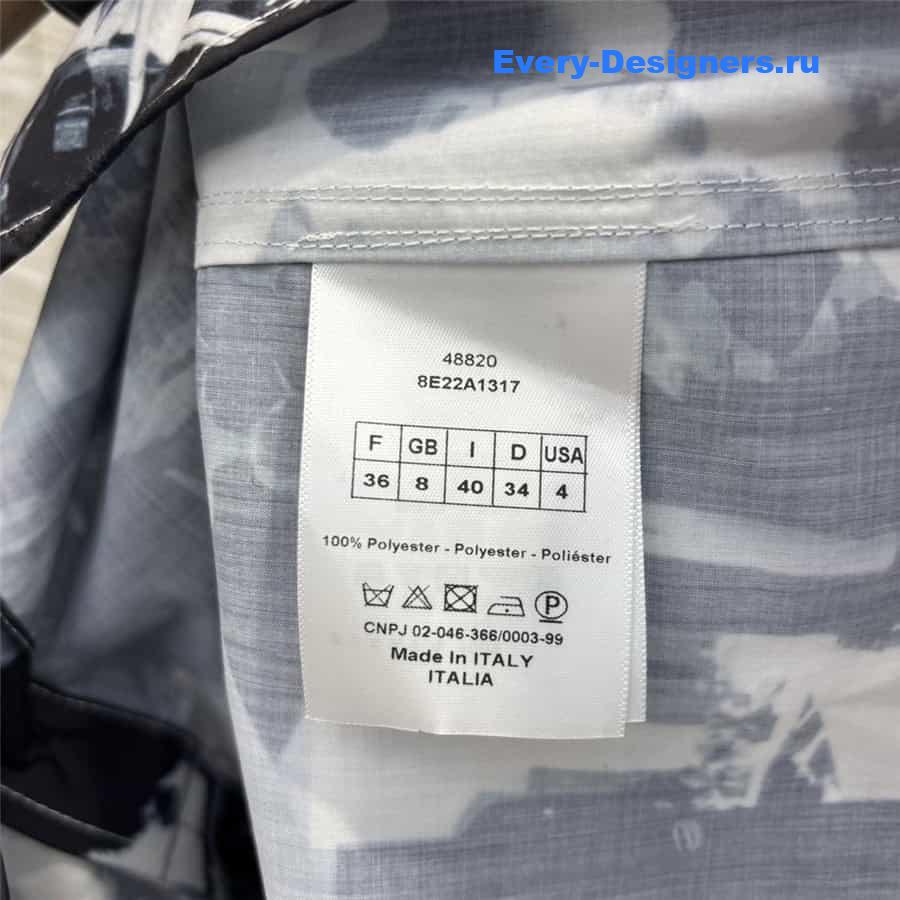 Every-Designers.ru
48820
8E22A1317
F GB I D USA
36 8 40 34 4
100% Polyester - Polyester - Poliéster
P
CNPJ 02-046-366/0003-99
Made In ITALY
ITALIA